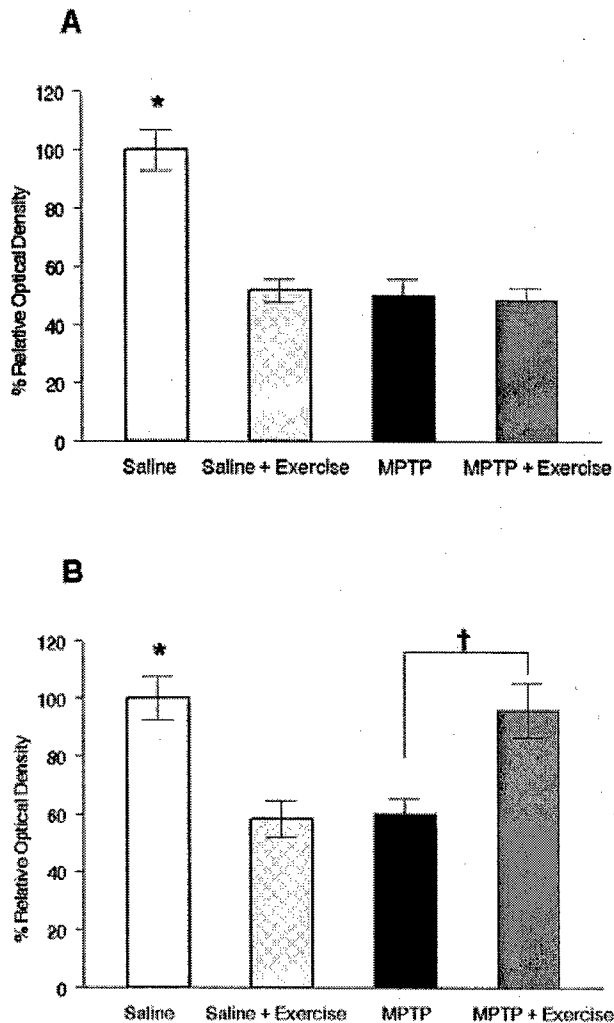 A
120
100
80
60
40
20
0
% Relative Optical Density
*
Saline Saline + Exercise MPTP MPTP + Exercise
B
120
100
80
60
40
20
0
% Relative Optical Density
*
†
Saline Saline + Exercise MPTP MPTP + Exercise